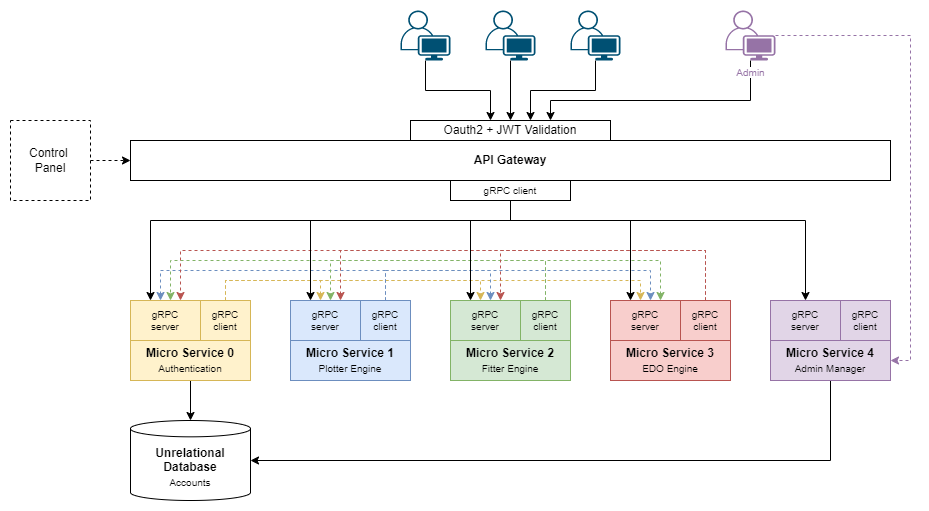 Admin
Oauth2 + JWT Validation
Control
Panel
API Gateway
gRPC client
gRPC
server
gRPC
client
Micro Service 0
Authentication
gRPC
server
gRPC
client
Micro Service 1
Plotter Engine
gRPC
server
gRPC
client
Micro Service 2
Fitter Engine
gRPC
server
gRPC
client
Micro Service 3
EDO Engine
gRPC
server
gRPC
client
Micro Service 4
Admin Manager
Unrelational
Database
Accounts